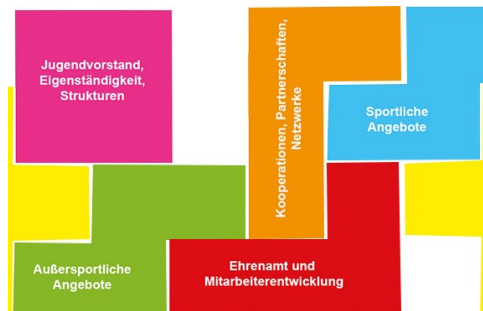 Jugendvorstand,
Eigenständigkeit,
Strukturen
Kooperationen, Partnerschaften,
Netzwerke
Sportliche
Angebote
Außersportliche
Angebote
Ehrenamt und
Mitarbeiterentwicklung